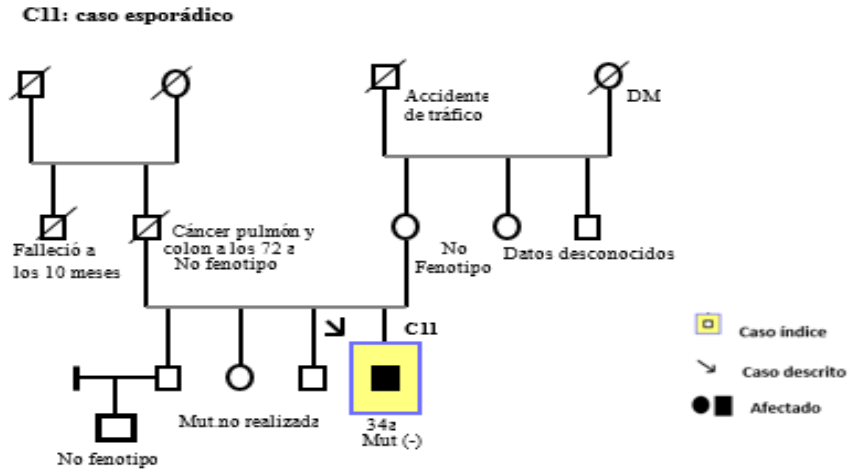 C11: caso esporádico
Accidente
de tráfico
DM
Falleció a
los 10 meses
Cáncer pulmón y
colon a los 72 a
No fenotipo
No
Fenotipo
Datos desconocidos
C11
Mut no realizada
34a
Mut (-)
No fenotipo
Caso índice
Caso descrito
Afectado